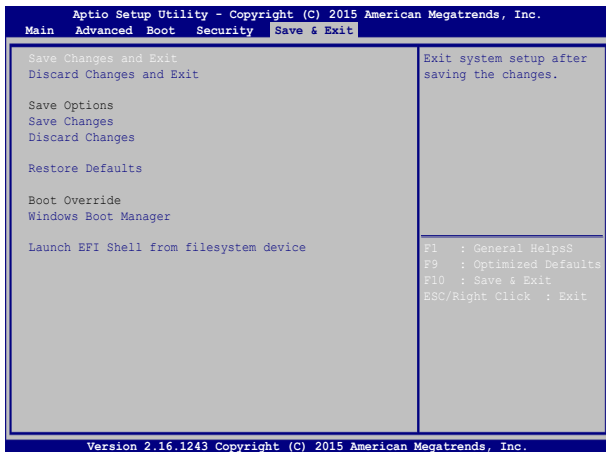 Aptio Setup Utility - Copyright (C) 2015 American Megatrends, Inc.
Main Advanced Boot Security Save & Exit
Save Changes and Exit
Discard Changes and Exit
Save Options
Save Changes
Discard Changes
Restore Defaults
Boot Override
Windows Boot Manager
Launch EFI Shell from filesystem device
Exit system setup after
saving the changes.
F1 : General HelpsS
F9 : Optimized Defaults
F10 : Save & Exit
ESC/Right Click : Exit
Version 2.16.1243 Copyright (C) 2015 American Megatrends, Inc.